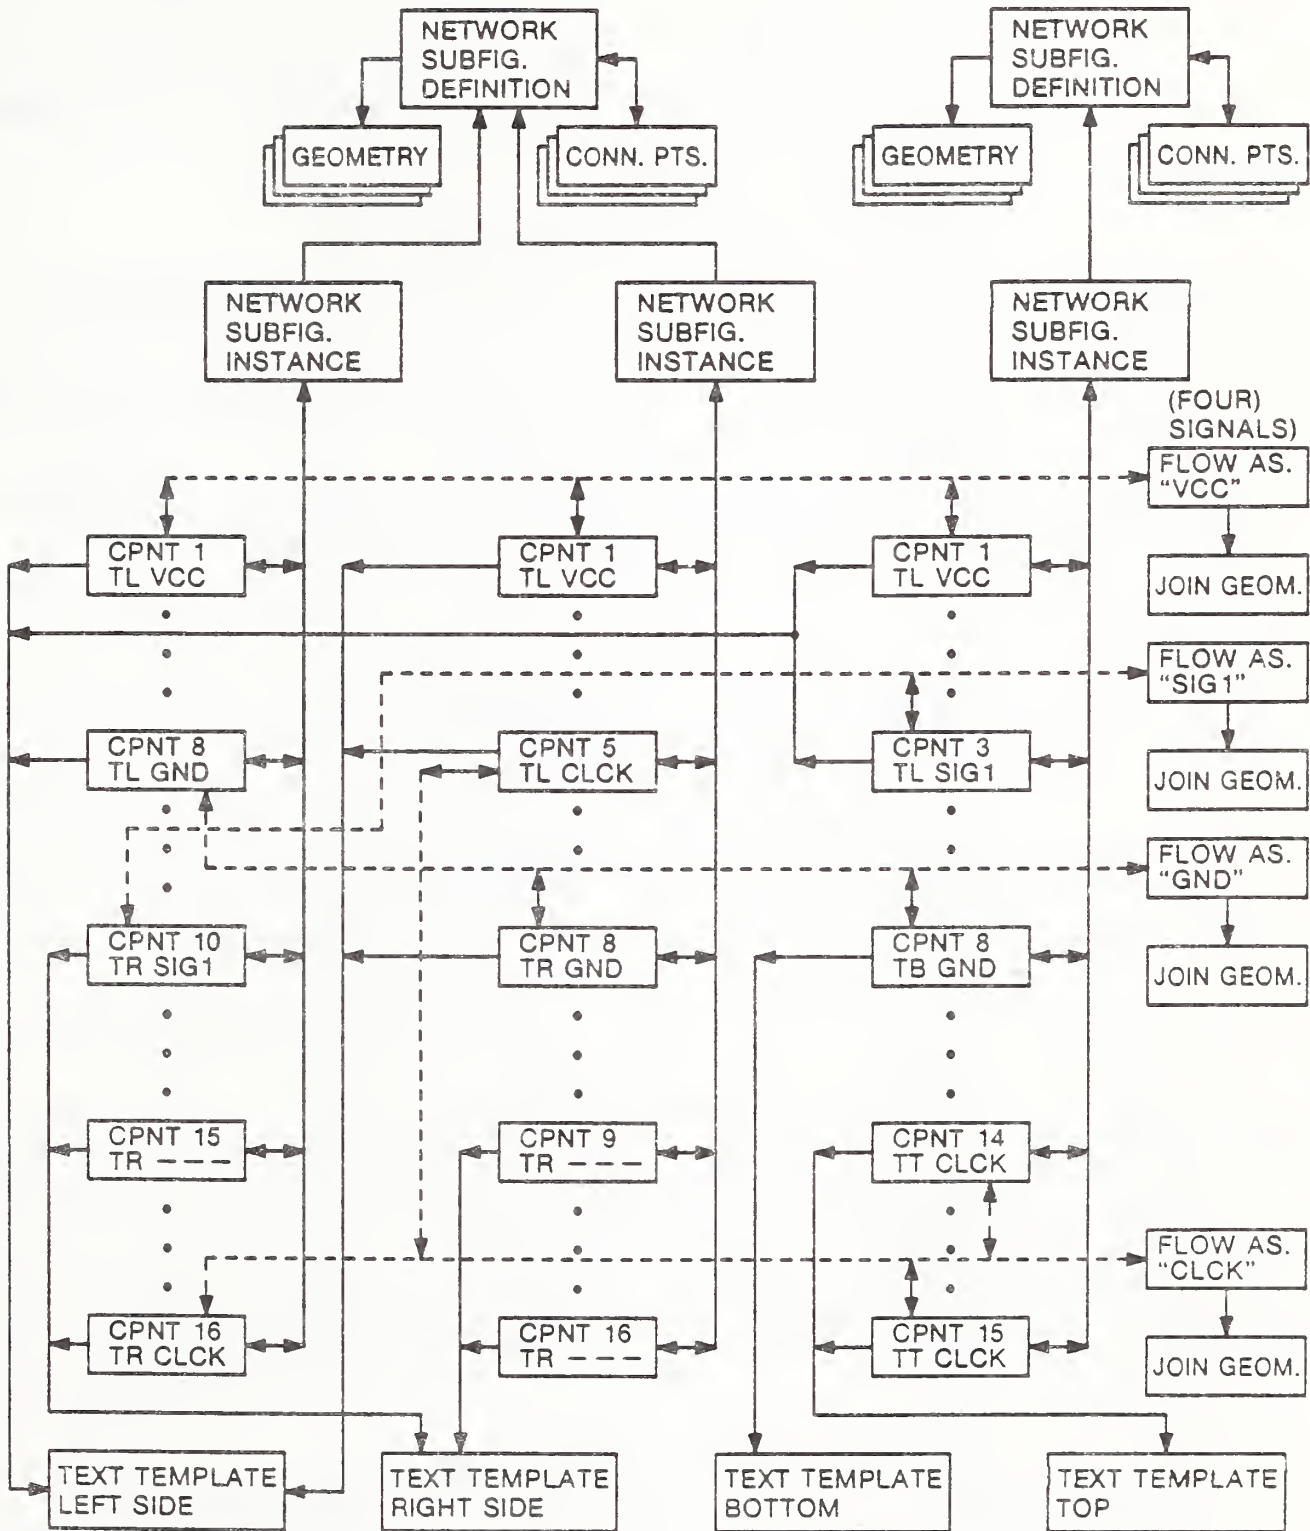 NETWORK
SUBFIG.
DEFINITION
NETWORK
SUBFIG.
DEFINITION
GEOMETRY
CONN. PTS.
GEOMETRY
CONN. PTS.
NETWORK
SUBFIG.
INSTANCE
NETWORK
SUBFIG.
INSTANCE
NETWORK
SUBFIG.
INSTANCE
(FOUR)
SIGNALS)
FLOW AS.
"VCC"
CPNT 1
TL VCC
CPNT 1
TL VCC
CPNT 1
TL VCC
JOIN GEOM.
FLOW AS.
"SIG1"
CPNT 8
TL GND
CPNT 5
TL CLCK
CPNT 3
TL SIG1
JOIN GEOM.
FLOW AS.
"GND"
CPNT 10
TR SIG1
CPNT 8
TR GND
CPNT 8
TB GND
JOIN GEOM.
CPNT 15
TR – – –
CPNT 9
TR – – –
CPNT 14
TT CLCK
FLOW AS.
"CLCK"
CPNT 16
TR CLCK
CPNT 16
TR – – –
CPNT 15
TT CLCK
JOIN GEOM.
TEXT TEMPLATE
LEFT SIDE
TEXT TEMPLATE
RIGHT SIDE
TEXT TEMPLATE
BOTTOM
TEXT TEMPLATE
TOP